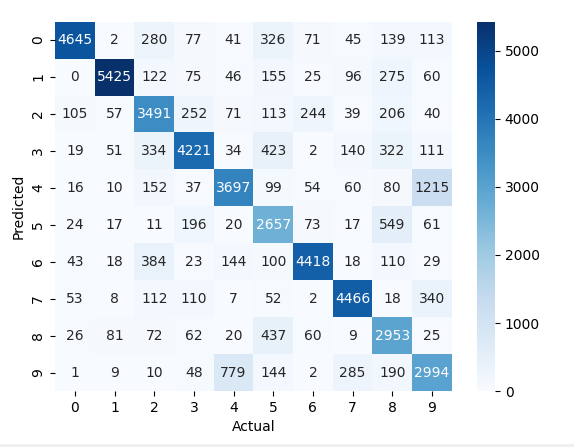 0 4645 2 280 77 41 326 71 45 139 113
1 0 5425 122 75 46 155 25 96 275 60
2 105 57 3491 252 71 113 244 39 206 40
3 19 51 334 4221 34 423 2 140 322 111
4 16 10 152 37 3697 99 54 60 80 1215
5 24 17 11 196 20 2657 73 17 549 61
6 43 18 384 23 144 100 4418 18 110 29
7 53 8 112 110 7 52 2 4466 18 340
8 26 81 72 62 20 437 60 9 2953 25
9 1 9 10 48 779 144 2 285 190 2994
0 1 2 3 4 5 6 7 8 9
Predicted
Actual
5000
4000
3000
2000
1000
0